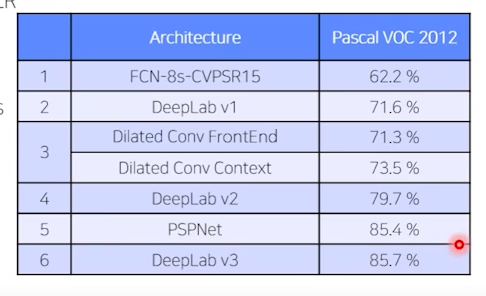 Architecture Pascal VOC 2012
1 FCN-8s-CVPSR15 62.2 %
2 DeepLab v1 71.6 %
3 Dilated Conv FrontEnd 71.3 %
Dilated Conv Context 73.5 %
4 DeepLab v2 79.7 %
5 PSPNet 85.4 %
6 DeepLab v3 85.7 %